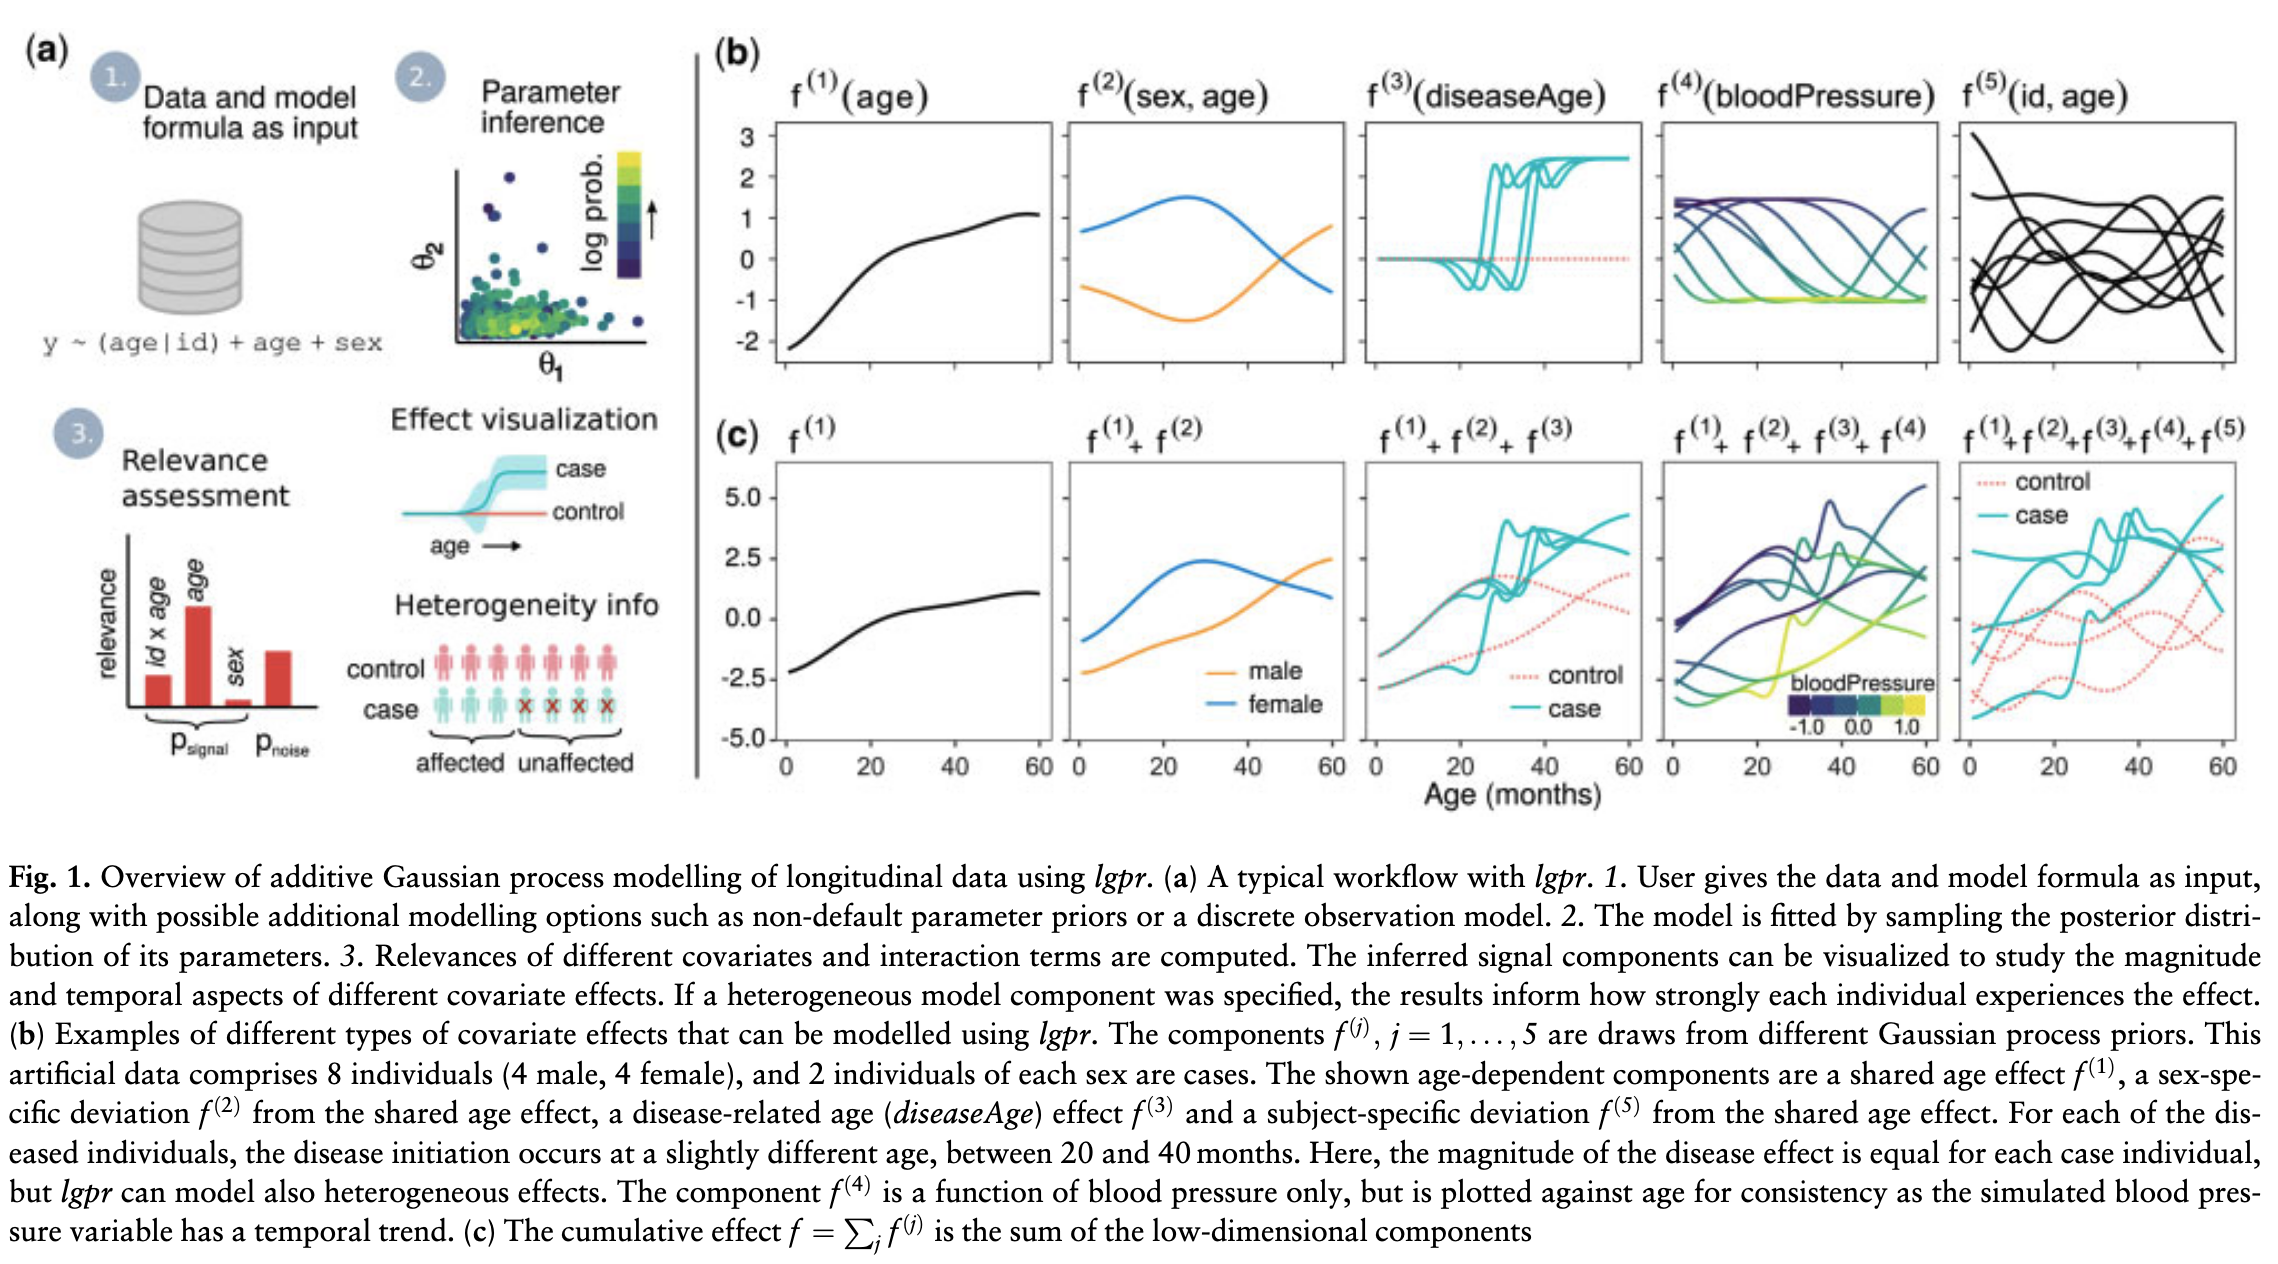 (a)
1.
Data and model
formula as input
y ~ (age|id) + age + sex
2.
Parameter
inference
log prob.
θ2
θ1
3.
Relevance
assessment
relevance
id x age
age
sex
psignal
pnoise
Effect visualization
case
control
age
Heterogeneity info
control
case
x x x x
affected unaffected
(b)
f(1)(age)
f(2)(sex, age)
f(3)(diseaseAge)
f(4)(bloodPressure)
f(5)(id, age)
3
2
1
0
-1
-2
(c)
f(1)
f(1)+ f(2)
f(1)+ f(2)+ f(3)
f(1)+ f(2)+ f(3)+ f(4)
f(1)+f(2)+f(3)+f(4)+f(5)
5.0
2.5
0.0
-2.5
-5.0
male
female
control
case
bloodPressure
-1.0 0.0 1.0
control
case
0 20 40 60
0 20 40 60
0 20 40 60
0 20 40 60
0 20 40 60
Age (months)
Fig. 1. Overview of additive Gaussian process modelling of longitudinal data using lgpr. (a) A typical workflow with lgpr. 1. User gives the data and model formula as input,
along with possible additional modelling options such as non-default parameter priors or a discrete observation model. 2. The model is fitted by sampling the posterior distri-
bution of its parameters. 3. Relevances of different covariates and interaction terms are computed. The inferred signal components can be visualized to study the magnitude
and temporal aspects of different covariate effects. If a heterogeneous model component was specified, the results inform how strongly each individual experiences the effect.
(b) Examples of different types of covariate effects that can be modelled using lgpr. The components f(j), j = 1, . . . , 5 are draws from different Gaussian process priors. This
artificial data comprises 8 individuals (4 male, 4 female), and 2 individuals of each sex are cases. The shown age-dependent components are a shared age effect f(1), a sex-spe-
cific deviation f(2) from the shared age effect, a disease-related age (diseaseAge) effect f(3) and a subject-specific deviation f(5) from the shared age effect. For each of the dis-
eased individuals, the disease initiation occurs at a slightly different age, between 20 and 40 months. Here, the magnitude of the disease effect is equal for each case individual,
but lgpr can model also heterogeneous effects. The component f(4) is a function of blood pressure only, but is plotted against age for consistency as the simulated blood pres-
sure variable has a temporal trend. (c) The cumulative effect f = ∑j f(j) is the sum of the low-dimensional components